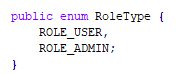 public enum RoleType {
    ROLE_USER,
    ROLE_ADMIN;
}